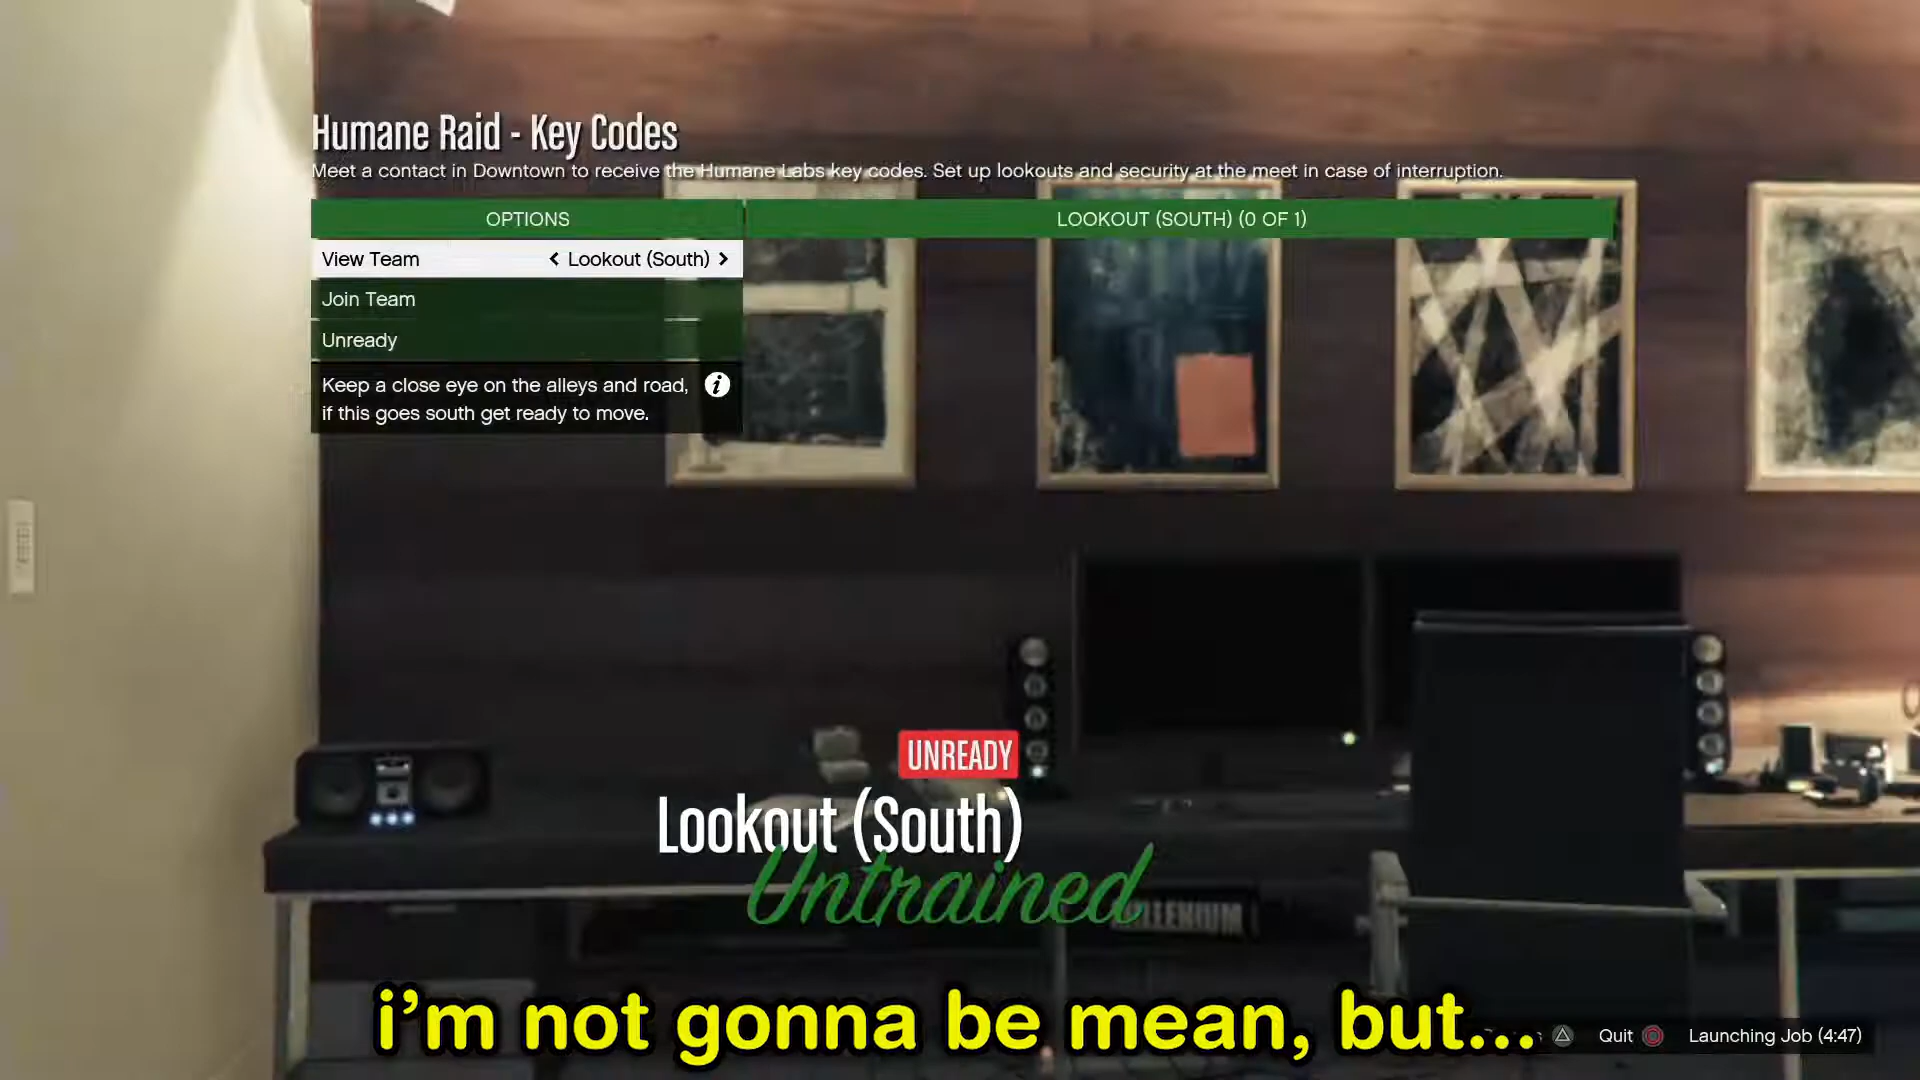 Humane Raid - Key Codes
Meet a contact in Downtown to receive the Humane Labs key codes. Set up lookouts and security at the meet in case of interruption.
OPTIONS
LOOKOUT (SOUTH) (0 OF 1)
View Team
Lookout (South)
Join Team
Unready
Keep a close eye on the alleys and road,
if this goes south get ready to move.
UNREADY
Lookout (South)
Untrained
i'm not gonna be mean, but...
Quit
Launching Job (4:47)